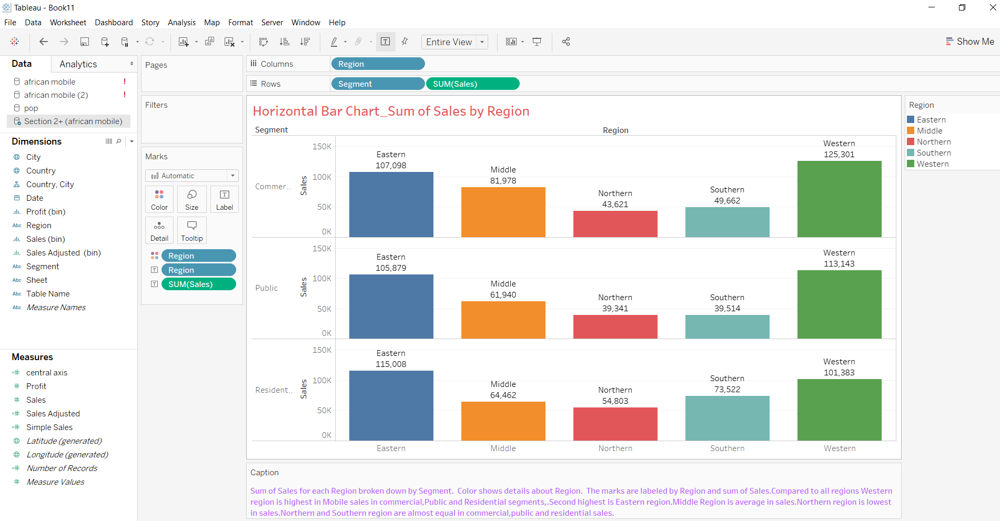 Tableau - Book11
File Data Worksheet Dashboard Story Analysis Map Format Server Window Help
Entire View
Show Me
Data Analytics
african mobile !
african mobile (2) !
pop
Section 2+ (african mobile)
Dimensions
City
Country
Country, City
Date
Profit (bin)
Abc Region
Sales (bin)
Sales Adjusted (bin)
Abc Segment
Abc Sheet
Abc Table Name
Abc Measure Names
Measures
central axis
Profit
Sales
Sales Adjusted
Simple Sales
Latitude (generated)
Longitude (generated)
Number of Records
Measure Values
Pages
Filters
Marks
Automatic
Color Size Label
Detail Tooltip
Region
Region
SUM(Sales)
Columns Region
Rows Segment SUM(Sales)
Horizontal Bar Chart_Sum of Sales by Region
Segment Region
Commer..
Sales
150K
100K
50K
0K
Eastern
107,098
Middle
81,978
Northern
43,621
Southern
49,662
Western
125,301
Public
Sales
150K
100K
50K
0K
Eastern
105,879
Middle
61,940
Northern
39,341
Southern
39,514
Western
113,143
Resident..
Sales
150K
100K
50K
0K
Eastern
115,008
Middle
64,462
Northern
54,803
Southern
73,522
Western
101,383
Eastern Middle Northern Southern Western
Region
Eastern
Middle
Northern
Southern
Western
Caption
Sum of Sales for each Region broken down by Segment.  Color shows details about Region.  The marks are labeled by Region and sum of Sales.Compared to all regions Western
region is highest in Mobile sales in commercial,Public and Residential segments,.Second highest is Eastern region.Middle Region is average in sales.Northern region is lowest
in sales.Northern and Southern region are almost equal in commercial,public and residential sales.